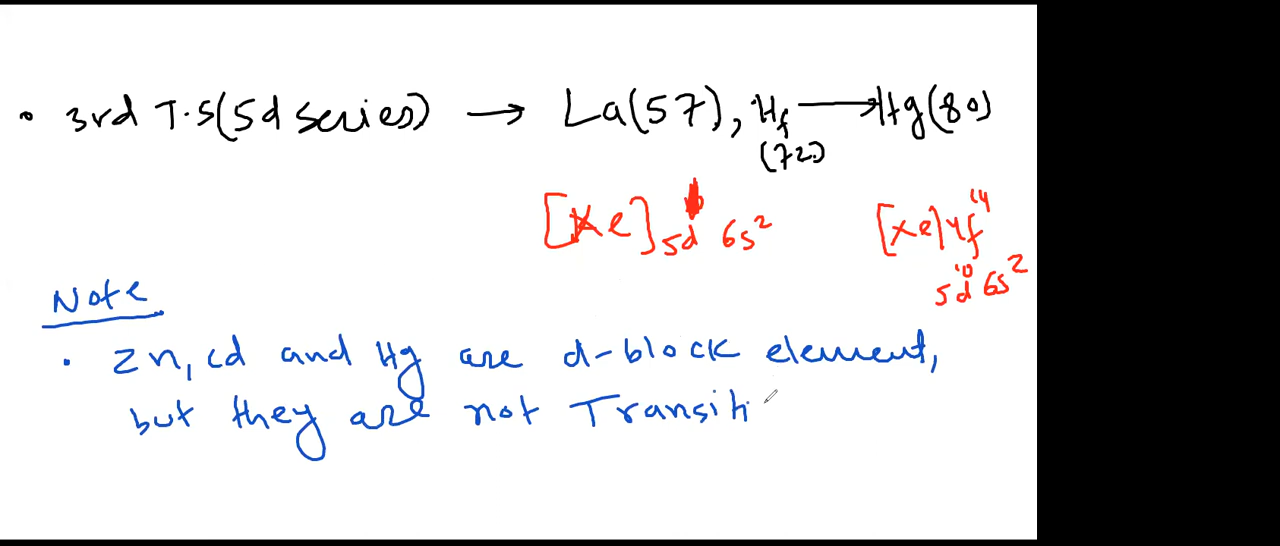 • 3rd T.S(5d series) → La(57), Hf → Hg(80)
(72)
[Xe] 5d 6s² [Xe] 4f¹⁴
5d¹⁰ 6s²
Note
• Zn, cd and Hg are d-block element,
but they are not Transiti